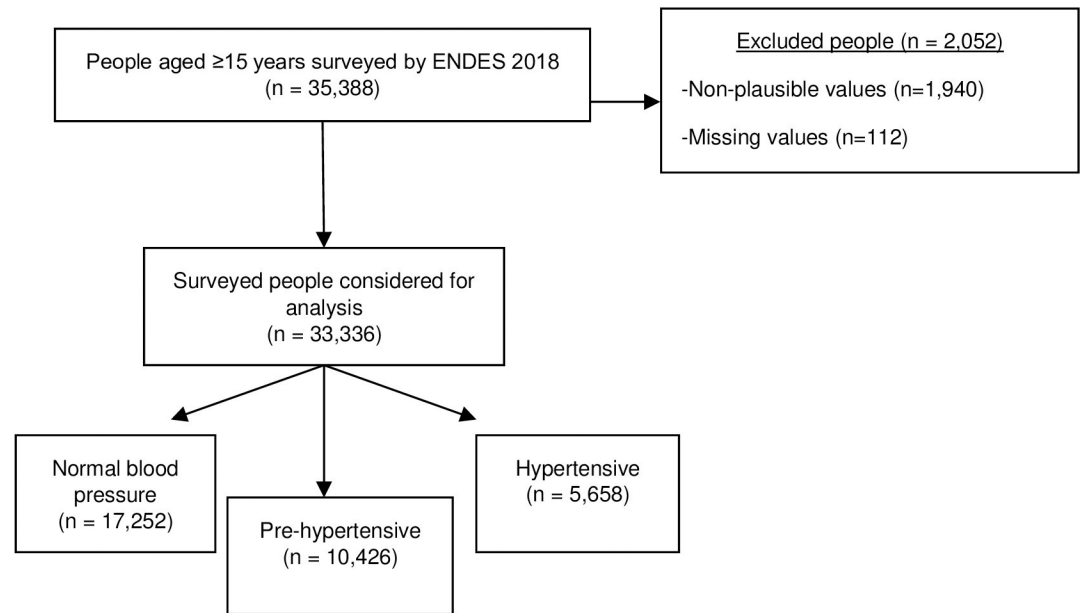 People aged ≥15 years surveyed by ENDES 2018
(n = 35,388)
Excluded people (n = 2,052)
-Non-plausible values (n=1,940)
-Missing values (n=112)
Surveyed people considered for
analysis
(n = 33,336)
Normal blood
pressure
(n = 17,252)
Pre-hypertensive
(n = 10,426)
Hypertensive
(n = 5,658)